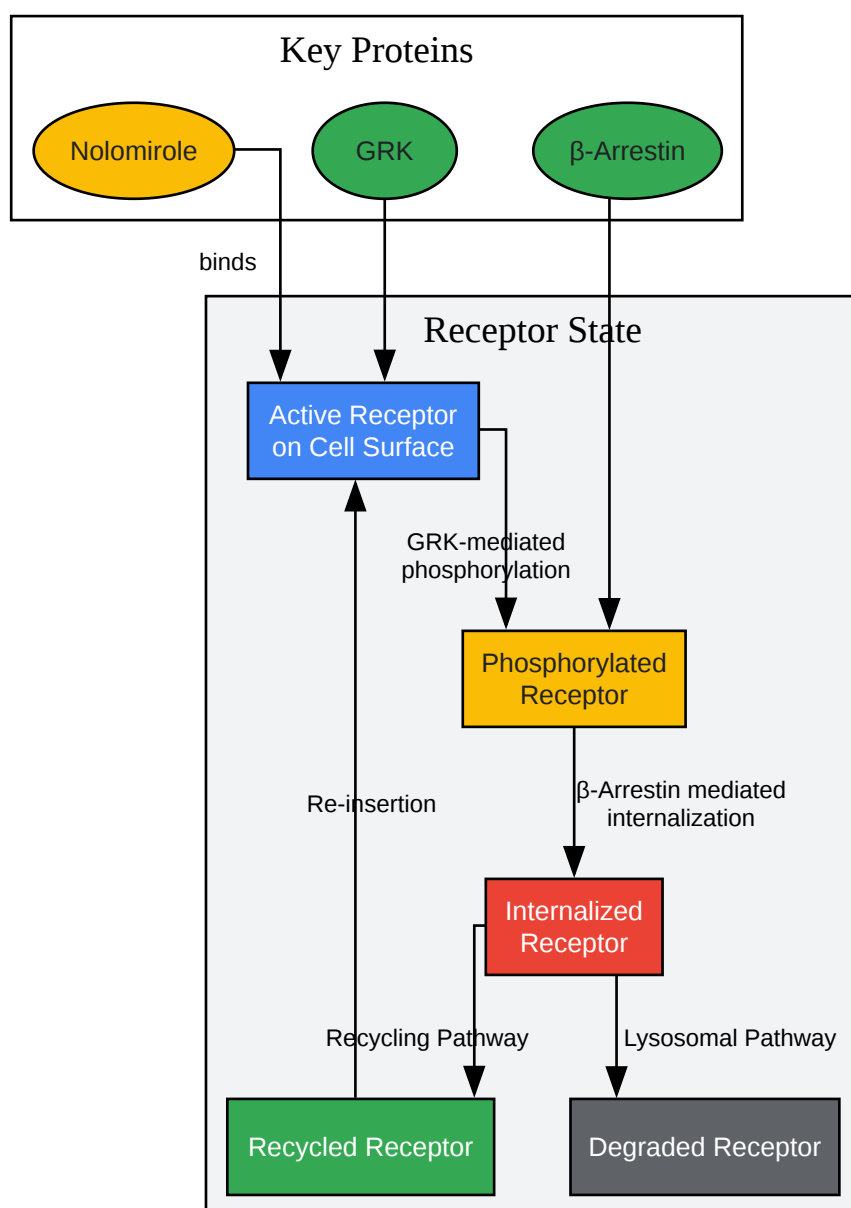 Key Proteins
Nolomirole
GRK
β-Arrestin
binds
Receptor State
Active Receptor
on Cell Surface
GRK-mediated
phosphorylation
Phosphorylated
Receptor
Re-insertion
β-Arrestin mediated
internalization
Internalized
Receptor
Recycling Pathway
Lysosomal Pathway
Recycled Receptor
Degraded Receptor